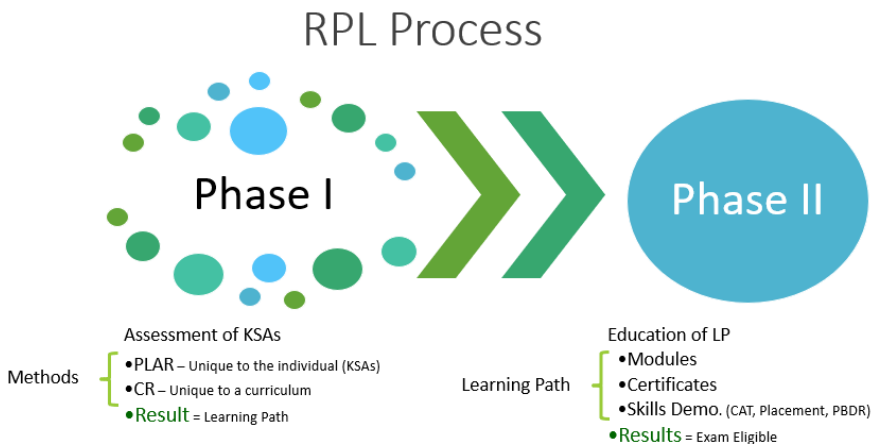 RPL Process
Phase I
Phase II
Assessment of KSAs
Methods
•PLAR – Unique to the individual (KSAs)
•CR – Unique to a curriculum
•Result = Learning Path
Education of LP
Learning Path
•Modules
•Certificates
•Skills Demo. (CAT, Placement, PBDR)
•Results = Exam Eligible